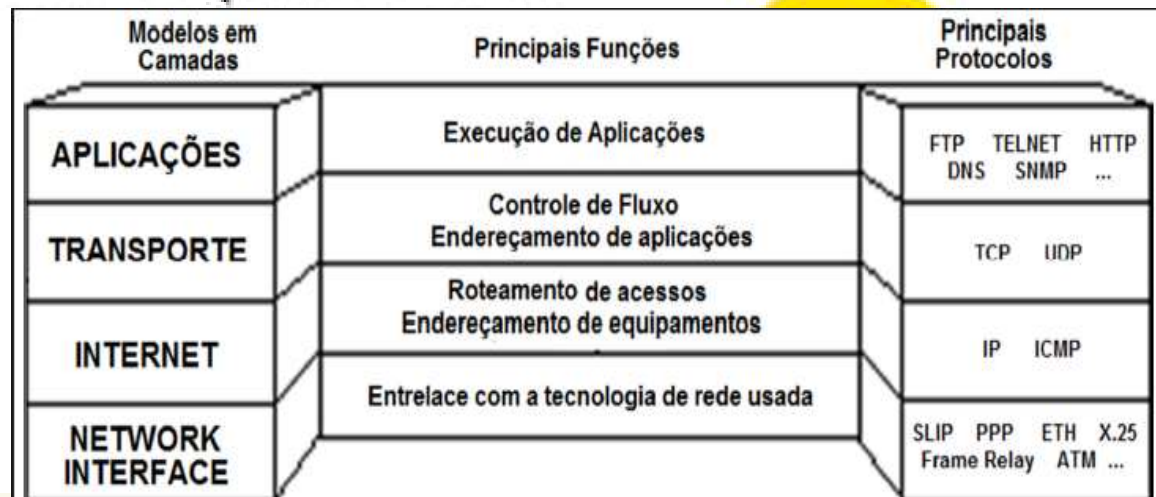 Modelos em
Camadas
Principais Funções
Principais
Protocolos
APLICAÇÕES
Execução de Aplicações
FTP TELNET HTTP
DNS SNMP ...
TRANSPORTE
Controle de Fluxo
Endereçamento de aplicações
TCP UDP
INTERNET
Roteamento de acessos
Endereçamento de equipamentos
IP ICMP
NETWORK
INTERFACE
Entrelace com a tecnologia de rede usada
SLIP PPP ETH X.25
Frame Relay ATM ...